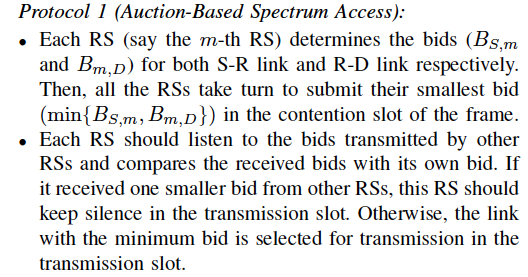 Protocol 1 (Auction-Based Spectrum Access):
• Each RS (say the m-th RS) determines the bids (B_{S,m}
and B_{m,D}) for both S-R link and R-D link respectively.
Then, all the RSs take turn to submit their smallest bid
(min{B_{S,m}, B_{m,D}}) in the contention slot of the frame.
• Each RS should listen to the bids transmitted by other
RSs and compares the received bids with its own bid. If
it received one smaller bid from other RSs, this RS should
keep silence in the transmission slot. Otherwise, the link
with the minimum bid is selected for transmission in the
transmission slot.